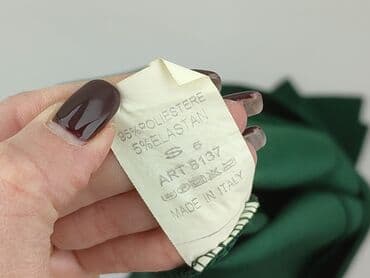 95%POLIESTERE
5%ELASTAN
S
ART 8137
MADE IN ITALY